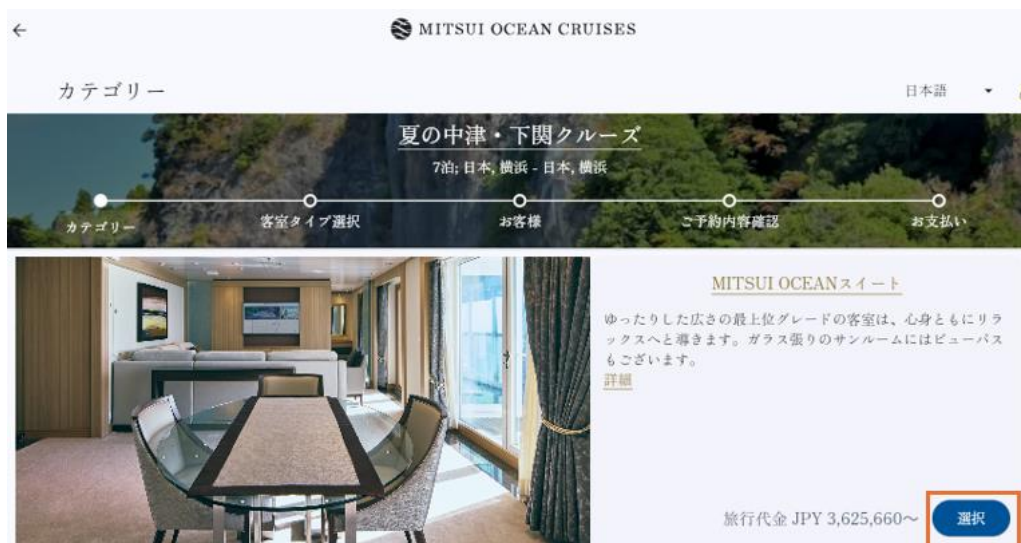 MITSUI OCEAN CRUISES
カテゴリー
日本語
夏の中津・下関クルーズ
7泊; 日本, 横浜 - 日本, 横浜
カテゴリー
客室タイプ選択
お客様
ご予約内容確認
お支払い
MITSUI OCEANスイート
ゆったりした広さの最上位グレードの客室は、心身ともにリラ
ックスへと導きます。ガラス張りのサンルームにはビューバス
もございます。
詳細
旅行代金 JPY 3,625,660～
選択